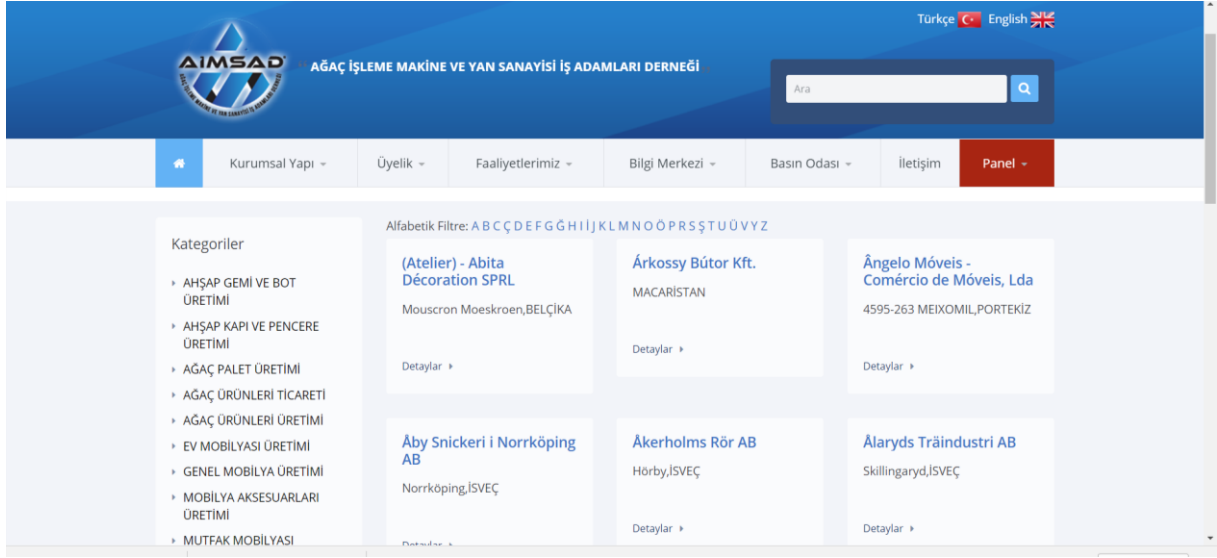 Türkçe English
AİMSAD
AĞAÇ İŞLEME MAKİNE VE YAN SANAYİSİ İŞ ADAMLARI DERNEĞİ
Ara
Kurumsal Yapı Üyelik Faaliyetlerimiz Bilgi Merkezi Basın Odası İletişim Panel
Kategoriler
AHŞAP GEMİ VE BOT
ÜRETİMİ
AHŞAP KAPI VE PENCERE
ÜRETİMİ
AĞAÇ PALET ÜRETİMİ
AĞAÇ ÜRÜNLERİ TİCARETİ
AĞAÇ ÜRÜNLERİ ÜRETİMİ
EV MOBİLYASI ÜRETİMİ
GENEL MOBİLYA ÜRETİMİ
MOBİLYA AKSESUARLARI
ÜRETİMİ
MUTFAK MOBİLYASI
Alfabetik Filtre: A B C Ç D E F G Ğ H I İ J K L M N O Ö P R S Ş T U Ü V Y Z
(Atelier) - Abita
Décoration SPRL
Mouscron Moeskroen,BELÇİKA
Detaylar
Árkossy Bútor Kft.
MACARİSTAN
Detaylar
Ângelo Móveis -
Comércio de Móveis, Lda
4595-263 MEIXOMIL,PORTEKİZ
Detaylar
Åby Snickeri i Norrköping
AB
Norrköping,İSVEÇ
Detaylar
Åkerholms Rör AB
Hörby,İSVEÇ
Detaylar
Ålaryds Träindustri AB
Skillingaryd,İSVEÇ
Detaylar